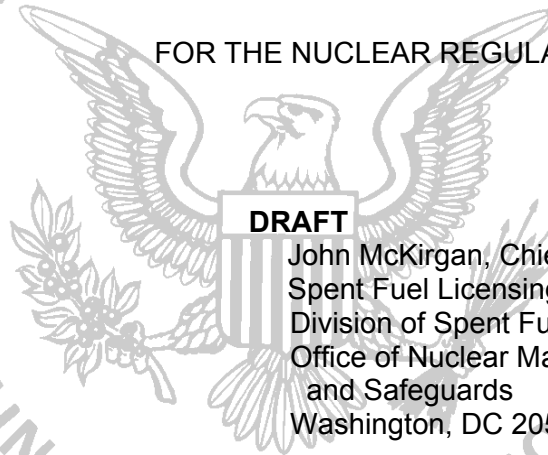 FOR THE NUCLEAR REGULA
DRAFT
John McKirgan, Chie
Spent Fuel Licensing
Division of Spent Fu
Office of Nuclear Ma
and Safeguards
Washington, DC 205